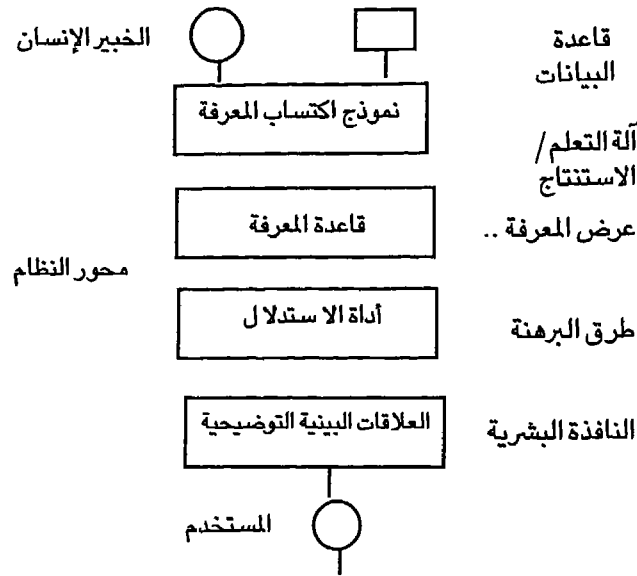 قاعدة
البيانات
الخبير الإنسان
نموذج اكتساب المعرفة
آلة التعلم/
الاستنتاج
عرض المعرفة ..
قاعدة المعرفة
محور النظام
طرق البرهنة
أداة الاستدلال
النافذة البشرية
العلاقات البينية التوضيحية
المستخدم